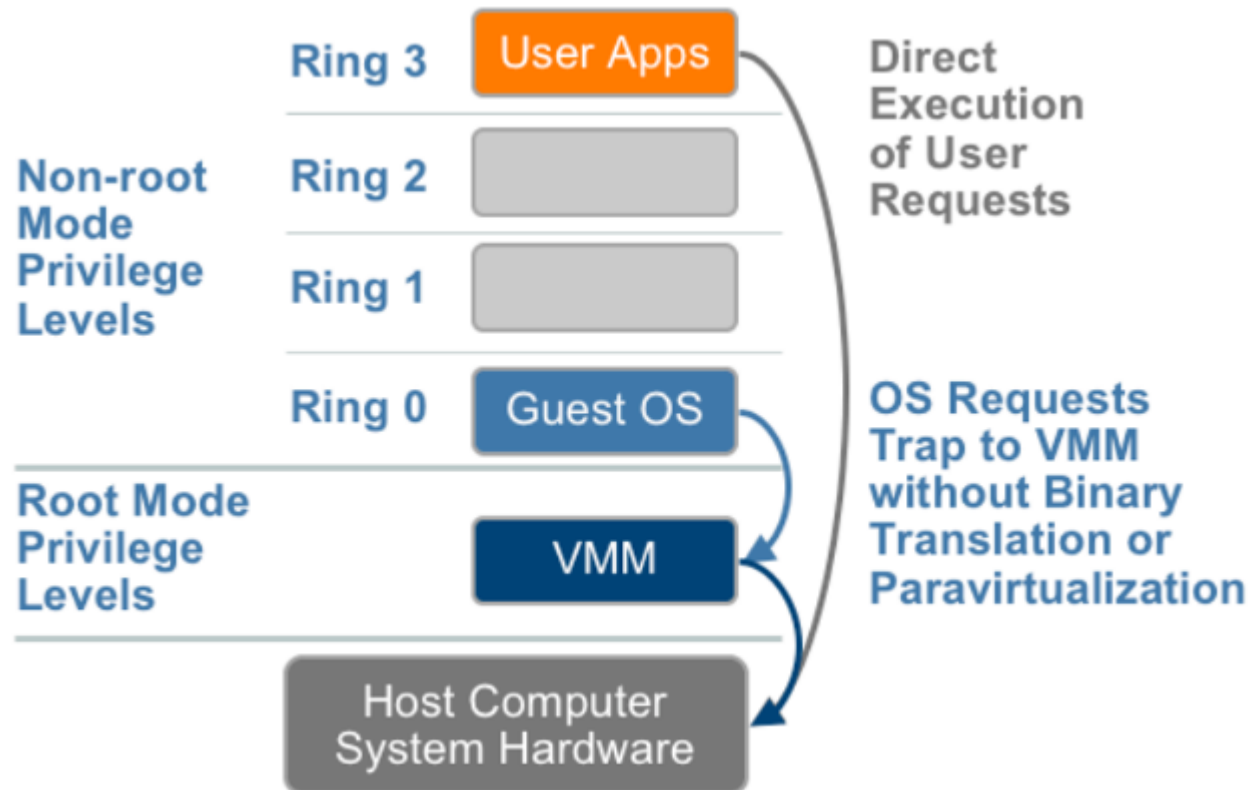 Ring 3
User Apps
Direct
Execution
of User
Requests
Non-root
Mode
Privilege
Levels
Ring 2
Ring 1
Ring 0
Guest OS
OS Requests
Trap to VMM
without Binary
Translation or
Paravirtualization
Root Mode
Privilege
Levels
VMM
Host Computer
System Hardware